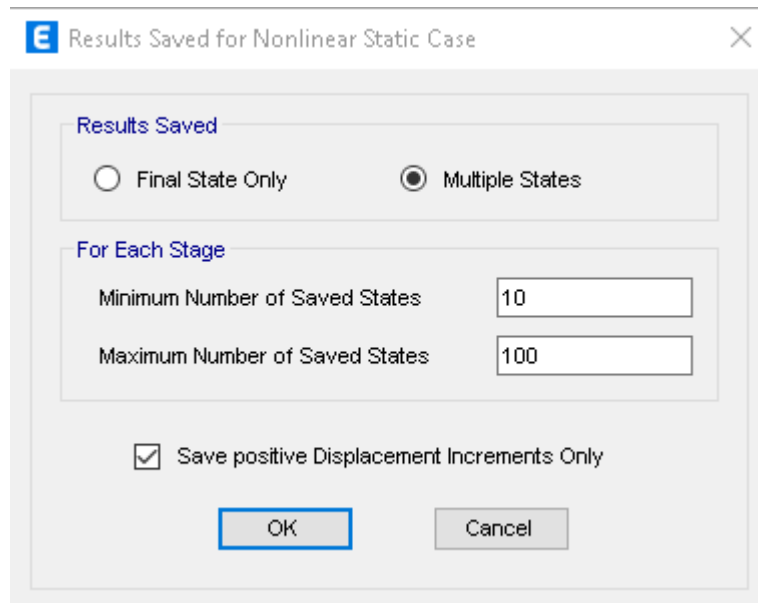 E Results Saved for Nonlinear Static Case
Results Saved
Final State Only Multiple States
For Each Stage
Minimum Number of Saved States 10
Maximum Number of Saved States 100
Save positive Displacement Increments Only
OK Cancel